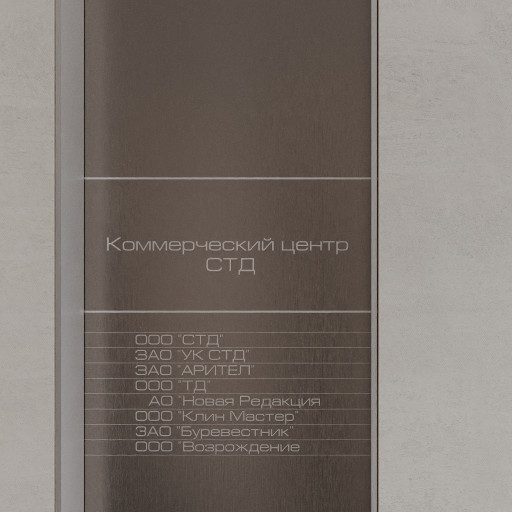 Коммерческий центр
СТД
ООО "СТД"
ЗАО "УК СТД"
ЗАО "АРИТЕЛ"
ООО "ТД"
АО "Новая Редакция
ООО "Клин Мастер"
ЗАО "Буревестник"
ООО "Возрождение